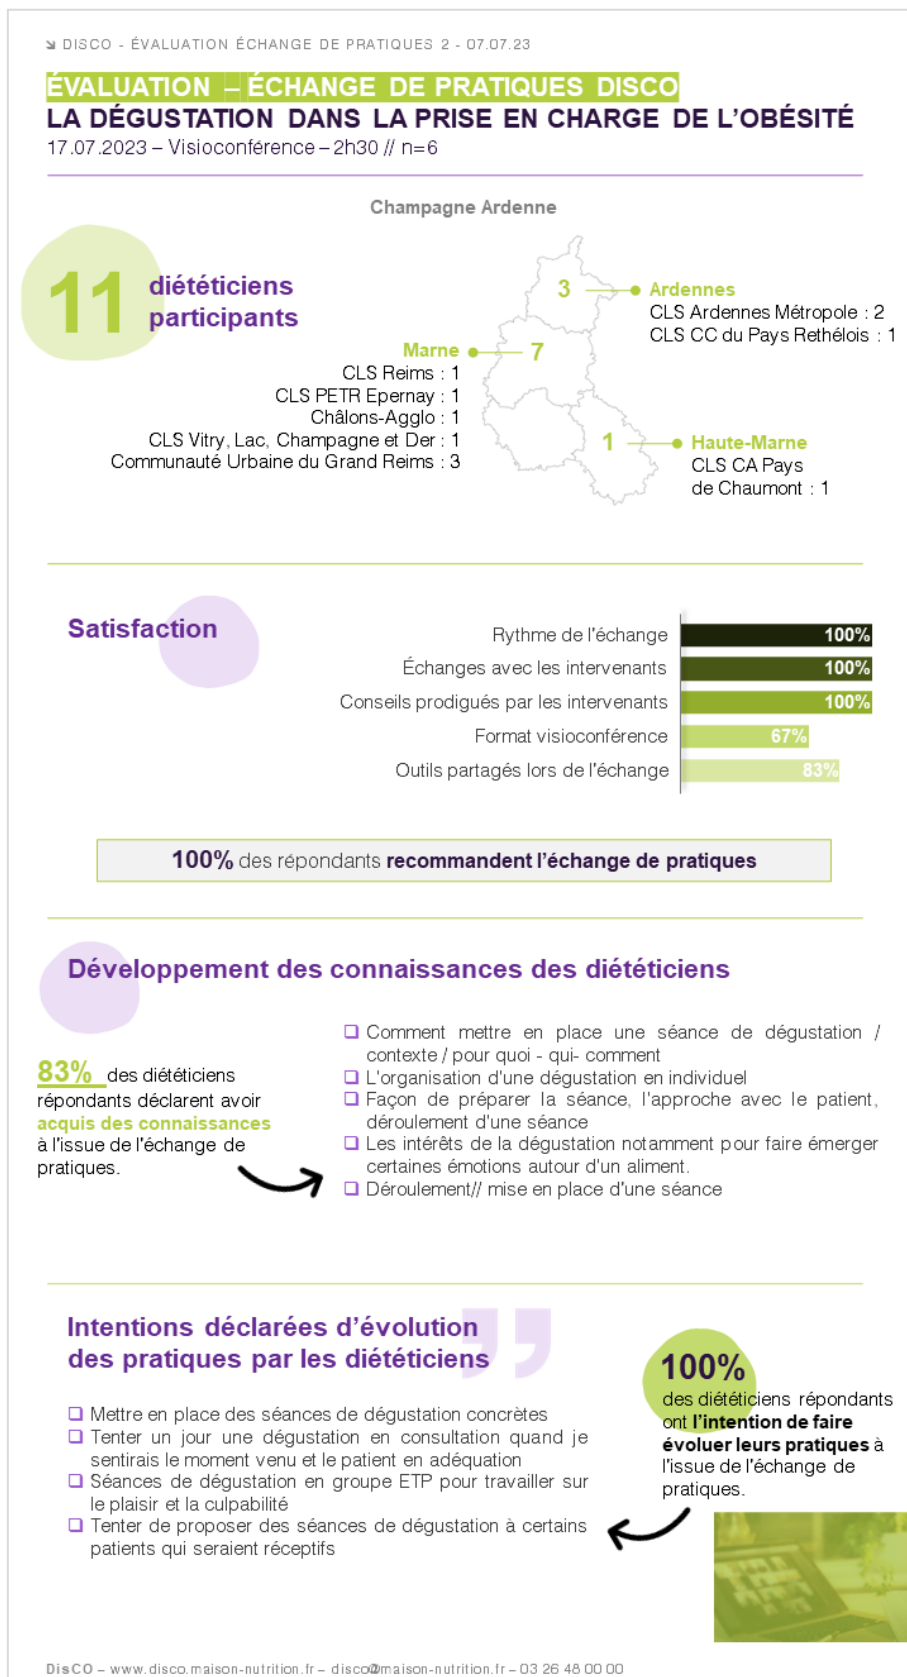 DISCO - ÉVALUATION ÉCHANGE DE PRATIQUES 2 - 07.07.23
ÉVALUATION – ÉCHANGE DE PRATIQUES DISCO
LA DÉGUSTATION DANS LA PRISE EN CHARGE DE L'OBÉSITÉ
17.07.2023 – Visioconférence – 2h30 // n=6
Champagne Ardenne
11
diététiciens
participants
3
Ardennes
CLS Ardennes Métropole : 2
CLS CC du Pays Rethélois : 1
Marne
7
CLS Reims : 1
CLS PETR Epernay : 1
Châlons-Agglo : 1
CLS Vitry, Lac, Champagne et Der : 1
Communauté Urbaine du Grand Reims : 3
1
Haute-Marne
CLS CA Pays
de Chaumont : 1
Satisfaction
Rythme de l'échange 100%
Échanges avec les intervenants 100%
Conseils prodigués par les intervenants 100%
Format visioconférence 67%
Outils partagés lors de l'échange 83%
100% des répondants recommandent l'échange de pratiques
Développement des connaissances des diététiciens
83% des diététiciens
répondants déclarent avoir
acquis des connaissances
à l'issue de l'échange de
pratiques.
Comment mettre en place une séance de dégustation /
contexte / pour quoi - qui- comment
L'organisation d'une dégustation en individuel
Façon de préparer la séance, l'approche avec le patient,
déroulement d'une séance
Les intérêts de la dégustation notamment pour faire émerger
certaines émotions autour d'un aliment.
Déroulement// mise en place d'une séance
Intentions déclarées d'évolution
des pratiques par les diététiciens
Mettre en place des séances de dégustation concrètes
Tenter un jour une dégustation en consultation quand je
sentirais le moment venu et le patient en adéquation
Séances de dégustation en groupe ETP pour travailler sur
le plaisir et la culpabilité
Tenter de proposer des séances de dégustation à certains
patients qui seraient réceptifs
100%
des diététiciens répondants
ont l'intention de faire
évoluer leurs pratiques à
l'issue de l'échange de
pratiques.
DisCO – www.disco.maison-nutrition.fr – disco@maison-nutrition.fr – 03 26 48 00 00